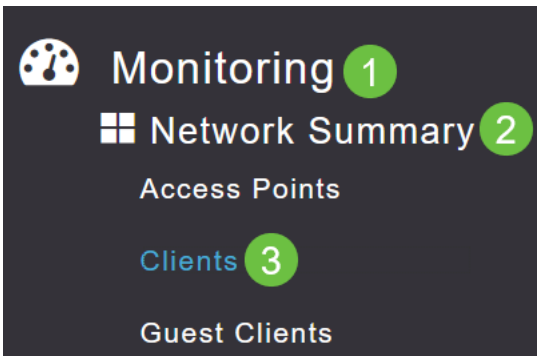 Monitoring 1
Network Summary 2
Access Points
Clients 3
Guest Clients